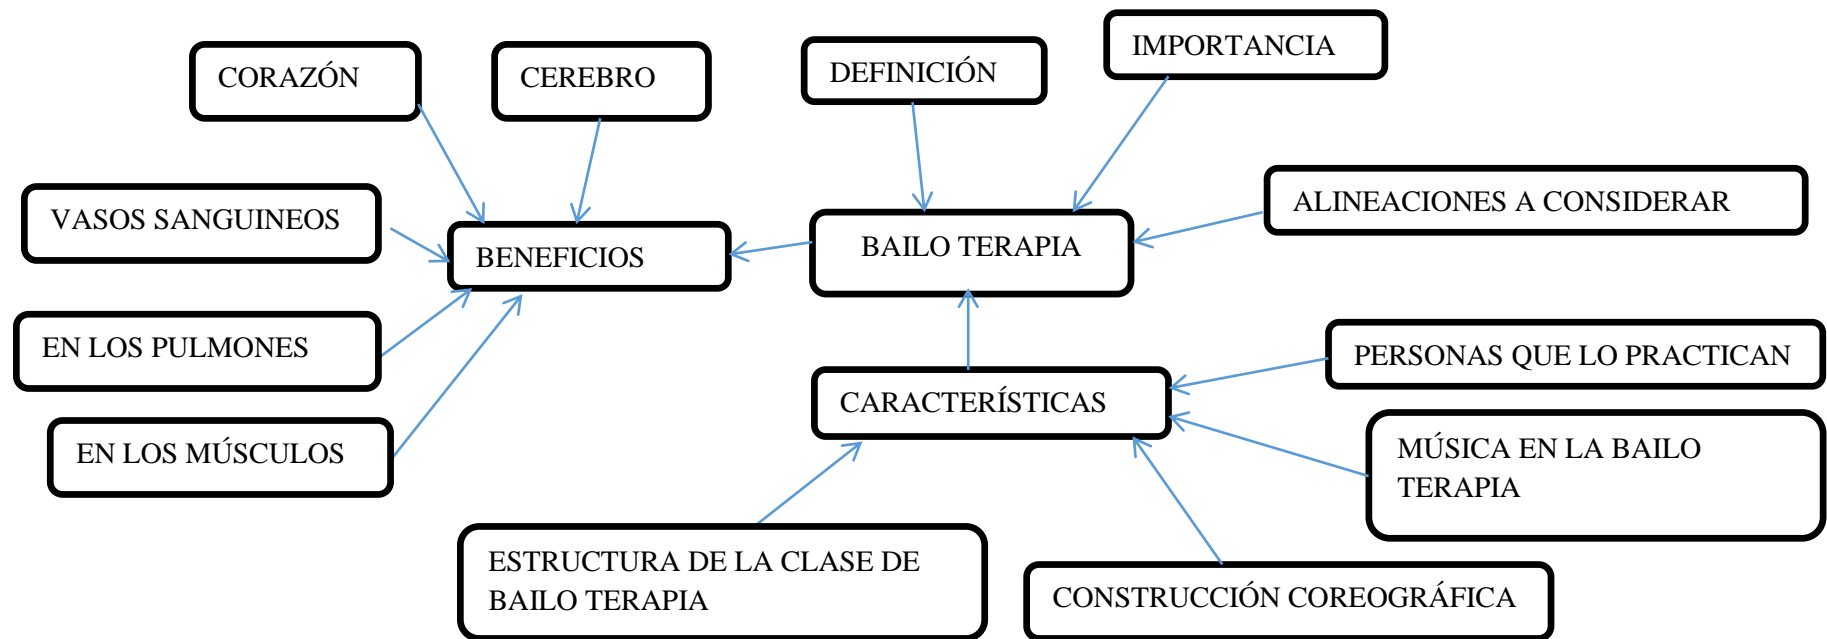 IMPORTANCIA
CORAZÓN
CEREBRO
DEFINICIÓN
VASOS SANGUINEOS
ALINEACIONES A CONSIDERAR
BENEFICIOS
BAILO TERAPIA
EN LOS PULMONES
PERSONAS QUE LO PRACTICAN
CARACTERÍSTICAS
EN LOS MÚSCULOS
MÚSICA EN LA BAILO
TERAPIA
ESTRUCTURA DE LA CLASE DE
BAILO TERAPIA
CONSTRUCCIÓN COREOGRÁFICA